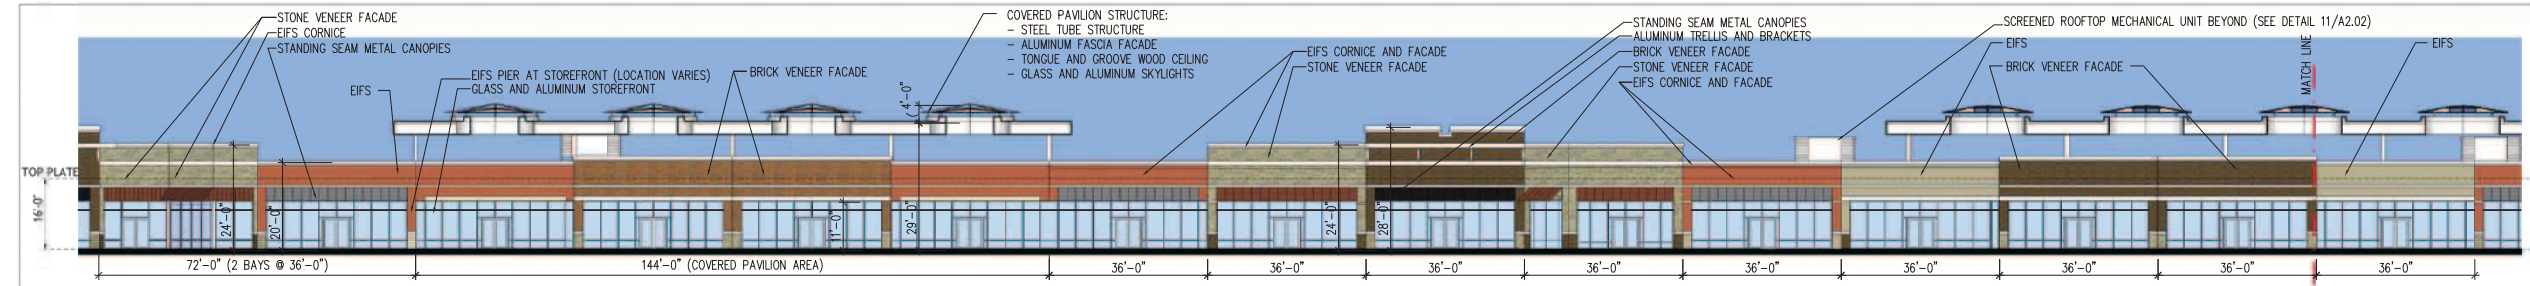 STONE VENEER FACADE
EIFS CORNICE
STANDING SEAM METAL CANOPIES
EIFS
EIFS PIER AT STOREFRONT (LOCATION VARIES)
GLASS AND ALUMINUM STOREFRONT
BRICK VENEER FACADE
COVERED PAVILION STRUCTURE:
- STEEL TUBE STRUCTURE
- ALUMINUM FASCIA FACADE
- TONGUE AND GROOVE WOOD CEILING
- GLASS AND ALUMINUM SKYLIGHTS
EIFS CORNICE AND FACADE
STONE VENEER FACADE
STANDING SEAM METAL CANOPIES
ALUMINUM TRELLIS AND BRACKETS
BRICK VENEER FACADE
STONE VENEER FACADE
EIFS CORNICE AND FACADE
SCREENED ROOFTOP MECHANICAL UNIT BEYOND (SEE DETAIL 11/A2.02)
EIFS
BRICK VENEER FACADE
MATCH LINE
EIFS
TOP PLATE
16'-0"
24'-0"
20'-0"
11'-0"
29'-0"
(4'-0"
24'-0"
28'-0"
72'-0" (2 BAYS @ 36'-0")
144'-0" (COVERED PAVILION AREA)
36'-0"
36'-0"
36'-0"
36'-0"
36'-0"
36'-0"
36'-0"
36'-0"
36'-0"